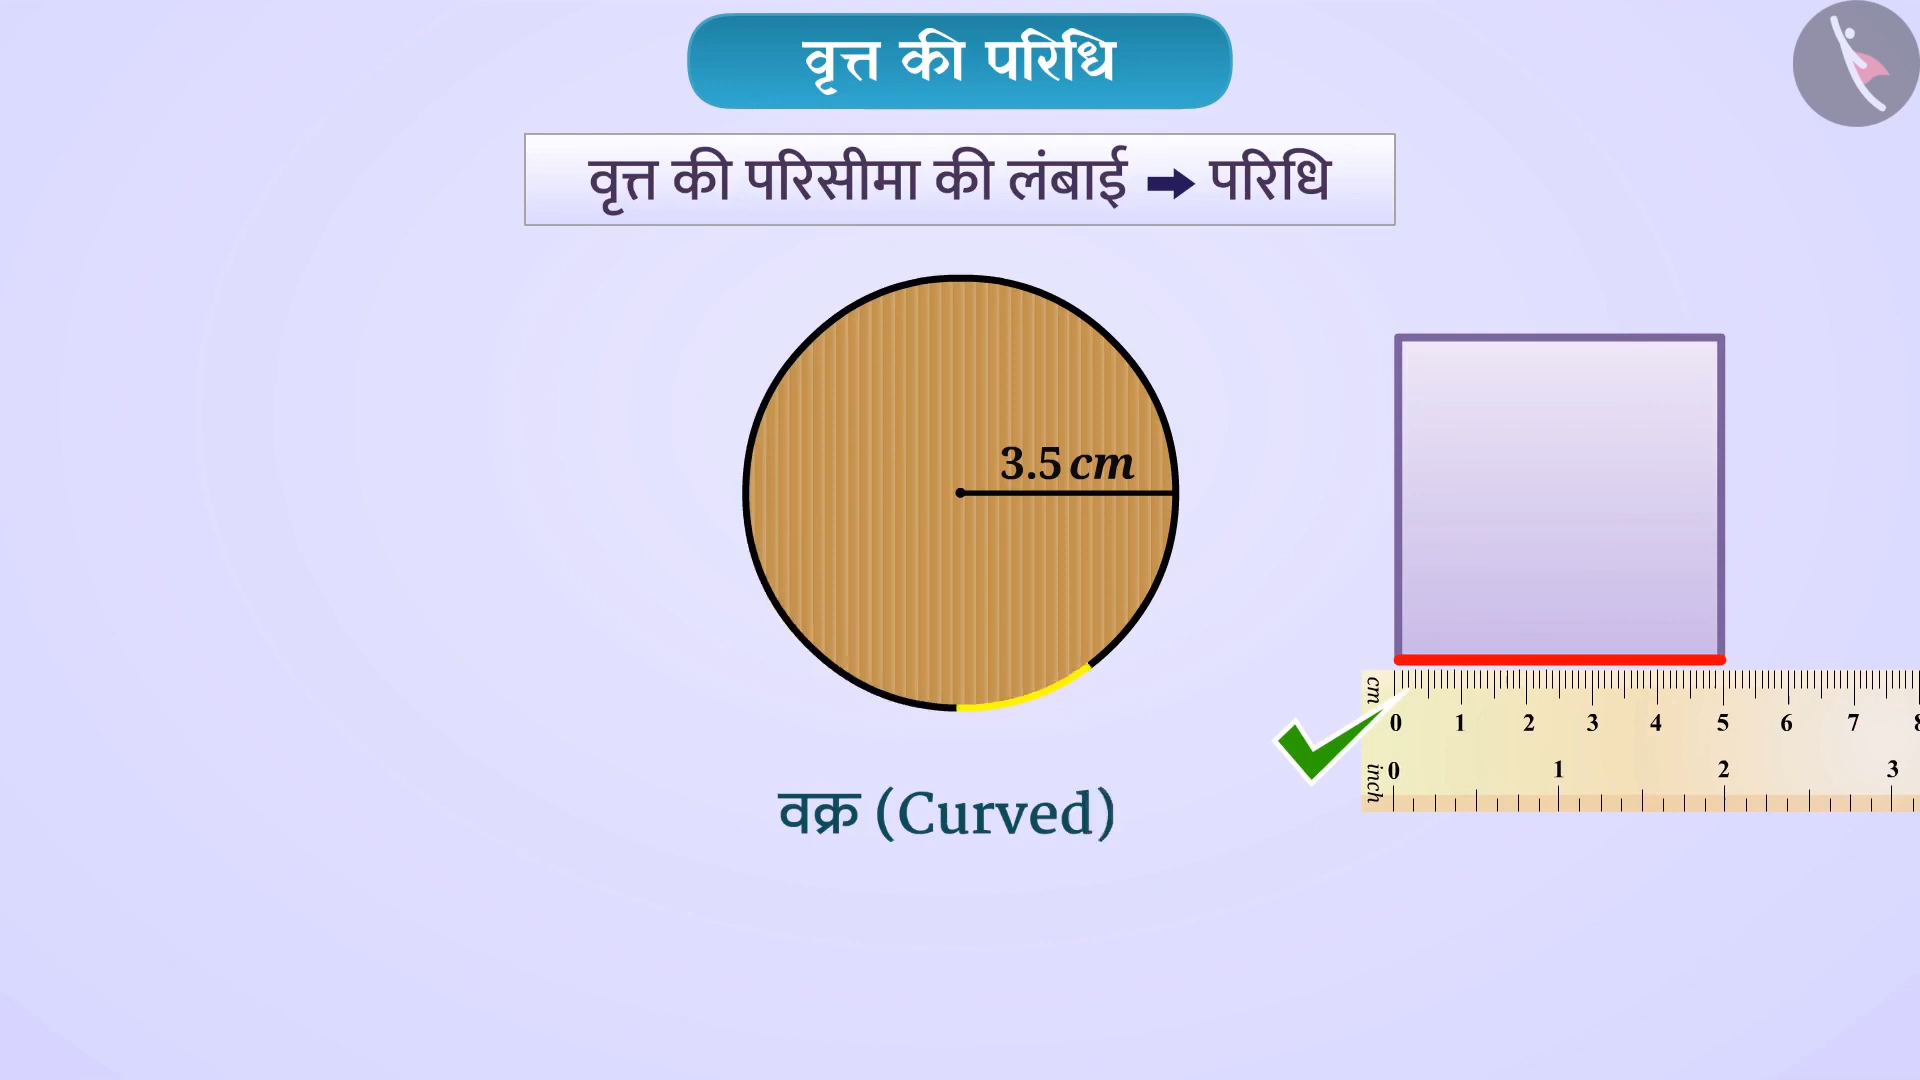 वृत्त की परिधि
वृत्त की परिसीमा की लंबाई ➡ परिधि
3.5 cm
cm
0 1 2 3 4 5 6 7 8
inch
0 1 2 3
वक्र (Curved)